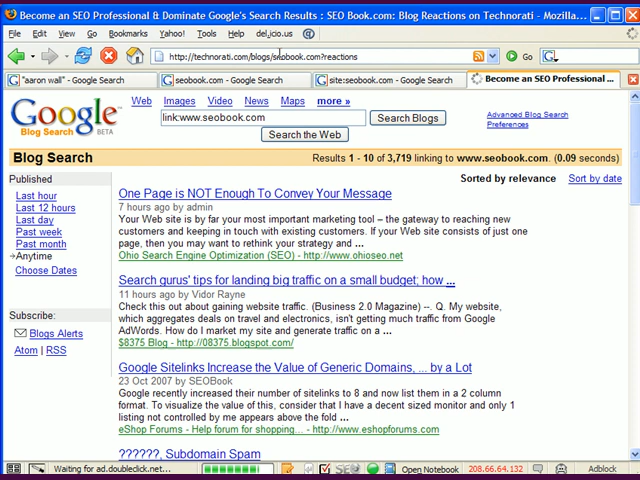 Become an SEO Professional & Dominate Google's Search Results : SEO Book.com: Blog Reactions on Technorati - Mozilla...
File Edit View Go Bookmarks Yahoo! Tools Help del.icio.us
http://technorati.com/blogs/seobook.com?reactions Go
"aaron wall" - Google Search seobook.com - Google Search site:seobook.com - Google Search Become an SEO Professional ...
Web Images Video News Maps more »
Google
Blog Search BETA
link:www.seobook.com Search Blogs
Search the Web
Advanced Blog Search
Preferences
Blog Search Results 1 - 10 of 3,719 linking to www.seobook.com. (0.09 seconds)
Published
Last hour
Last 12 hours
Last day
Past week
Past month
Anytime
Choose Dates
Subscribe:
Blogs Alerts
Atom | RSS
Sorted by relevance Sort by date
One Page is NOT Enough To Convey Your Message
7 hours ago by admin
Your Web site is by far your most important marketing tool – the gateway to reaching new
customers and keeping in touch with existing customers. If your Web site consists of just one
page, then you may want to rethink your strategy and ...
Ohio Search Engine Optimization (SEO) - http://www.ohioseo.net
Search gurus' tips for landing big traffic on a small budget; how ...
11 hours ago by Vidor Rayne
Check this out about gaining website traffic. (Business 2.0 Magazine) --. Q. My website,
which aggregates deals on travel and electronics, isn't getting much traffic from Google
AdWords. How do I market my site and generate traffic on a ...
$8375 Blog - http://08375.blogspot.com/
Google Sitelinks Increase the Value of Generic Domains, ... by a Lot
23 Oct 2007 by SEOBook
Google recently increased their number of sitelinks to 8 and now list them in a 2 column
format. To visualize the value of this, consider that I have a decent sized monitor and only 1
listing not controlled by me appears above the fold ...
eShop Forums - Help forum for shopping... - http://www.eshopforums.com
??????, Subdomain Spam
Waiting for ad.doubleclick.net... SEO Open Notebook 208.66.64.132 Adblock